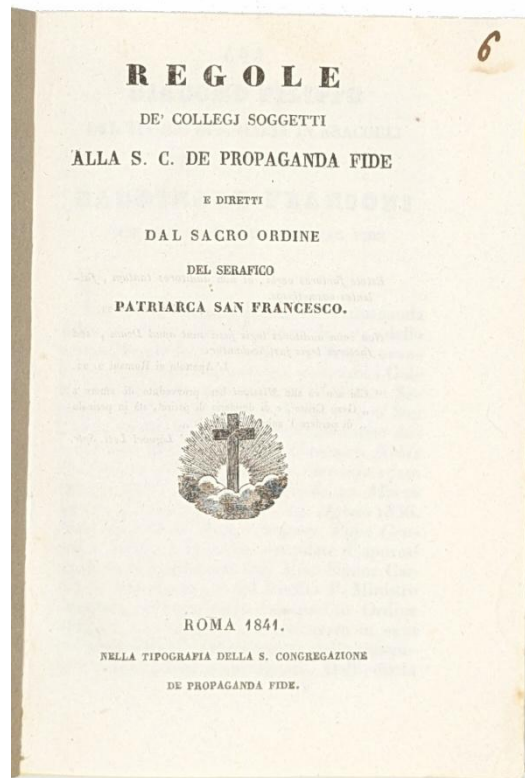 6
REGOLE
DE' COLLEGJ SOGGETTI
ALLA S. C. DE PROPAGANDA FIDE
E DIRETTI
DAL SACRO ORDINE
DEL SERAFICO
PATRIARCA SAN FRANCESCO.
ROMA 1841.
NELLA TIPOGRAFIA DELLA S. CONGREGAZIONE
DE PROPAGANDA FIDE.